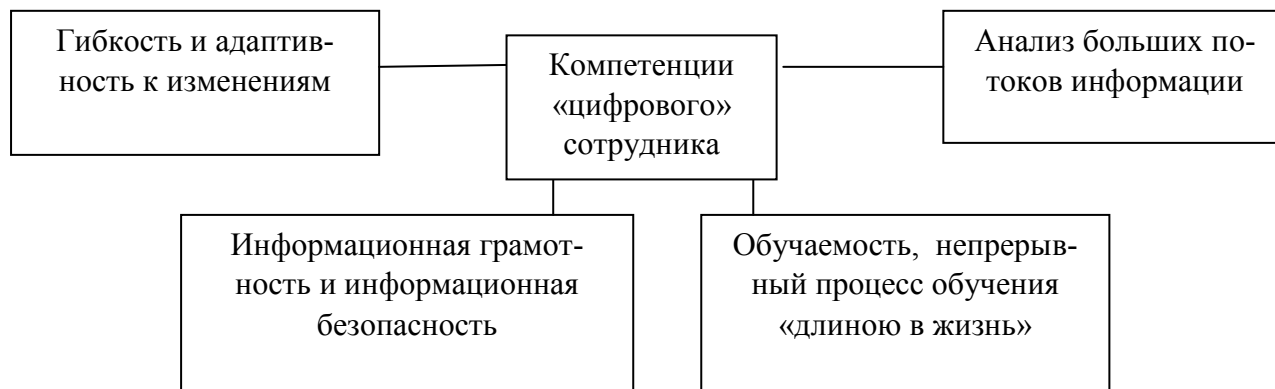 Гибкость и адаптив-
ность к изменениям
Компетенции
«цифрового»
сотрудника
Анализ больших по-
токов информации
Информационная грамот-
ность и информационная
безопасность
Обучаемость, непрерыв-
ный процесс обучения
«длиною в жизнь»